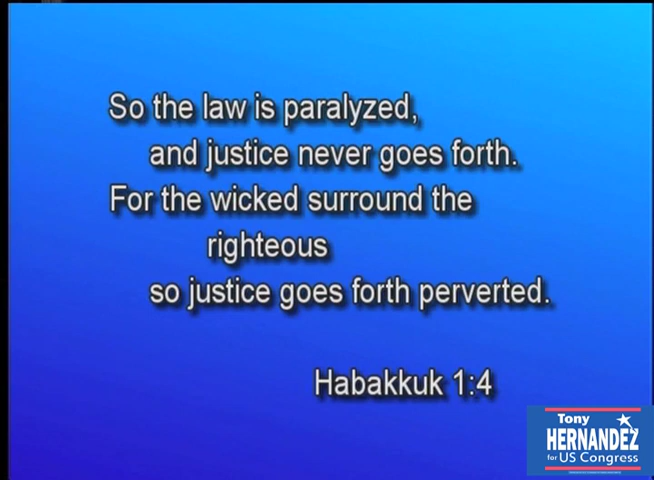 So the law is paralyzed,
and justice never goes forth.
For the wicked surround the
righteous
so justice goes forth perverted.
Habakkuk 1:4
Tony
HERNANDEZ
for US Congress